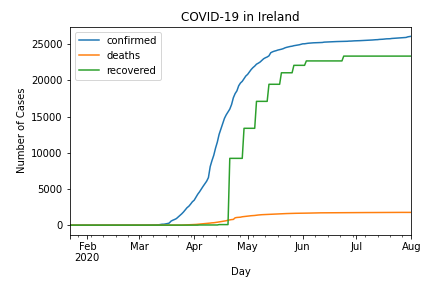 COVID-19 in Ireland
confirmed
deaths
recovered
Number of Cases
25000
20000
15000
10000
5000
0
Feb Mar Apr May Jun Jul Aug
2020
Day